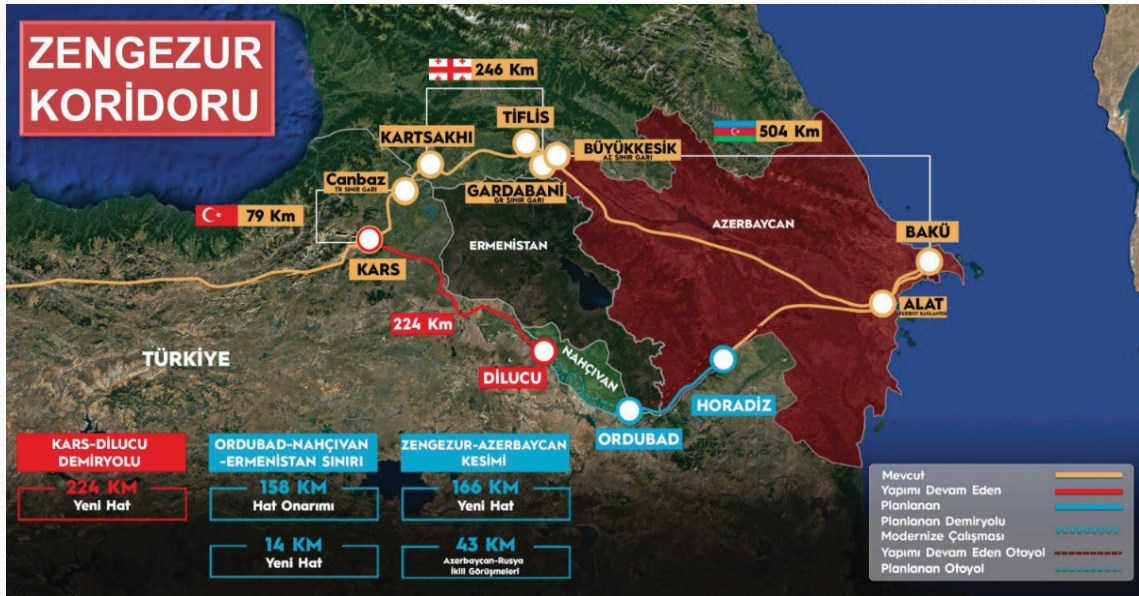 ZENGEZUR
KORİDORU
246 Km
TİFLİS
KARTSAKHI
504 Km
BÜYÜKKESİK
AZ SINIR GARI
Canbaz
TR SINIR GARI
GARDABANİ
GR SINIR GARI
79 Km
AZERBAYCAN
ERMENİSTAN
BAKÜ
KARS
ALAT
224 Km
TÜRKİYE
NAHÇIVAN
DİLUCU
HORADİZ
ORDUBAD
KARS-DİLUCU
DEMİRYOLU
224 KM
Yeni Hat
ORDUBAD-NAHÇIVAN
-ERMENİSTAN SINIRI
158 KM
Hat Onarımı
14 KM
Yeni Hat
ZENGEZUR-AZERBAYCAN
KESİMİ
166 KM
Yeni Hat
43 KM
Azerbaycan-Rusya
İkili Görüşmeleri
Mevcut
Yapımı Devam Eden
Planlanan
Planlanan Demiryolu
Modernize Çalışması
Yapımı Devam Eden Otoyol
Planlanan Otoyol